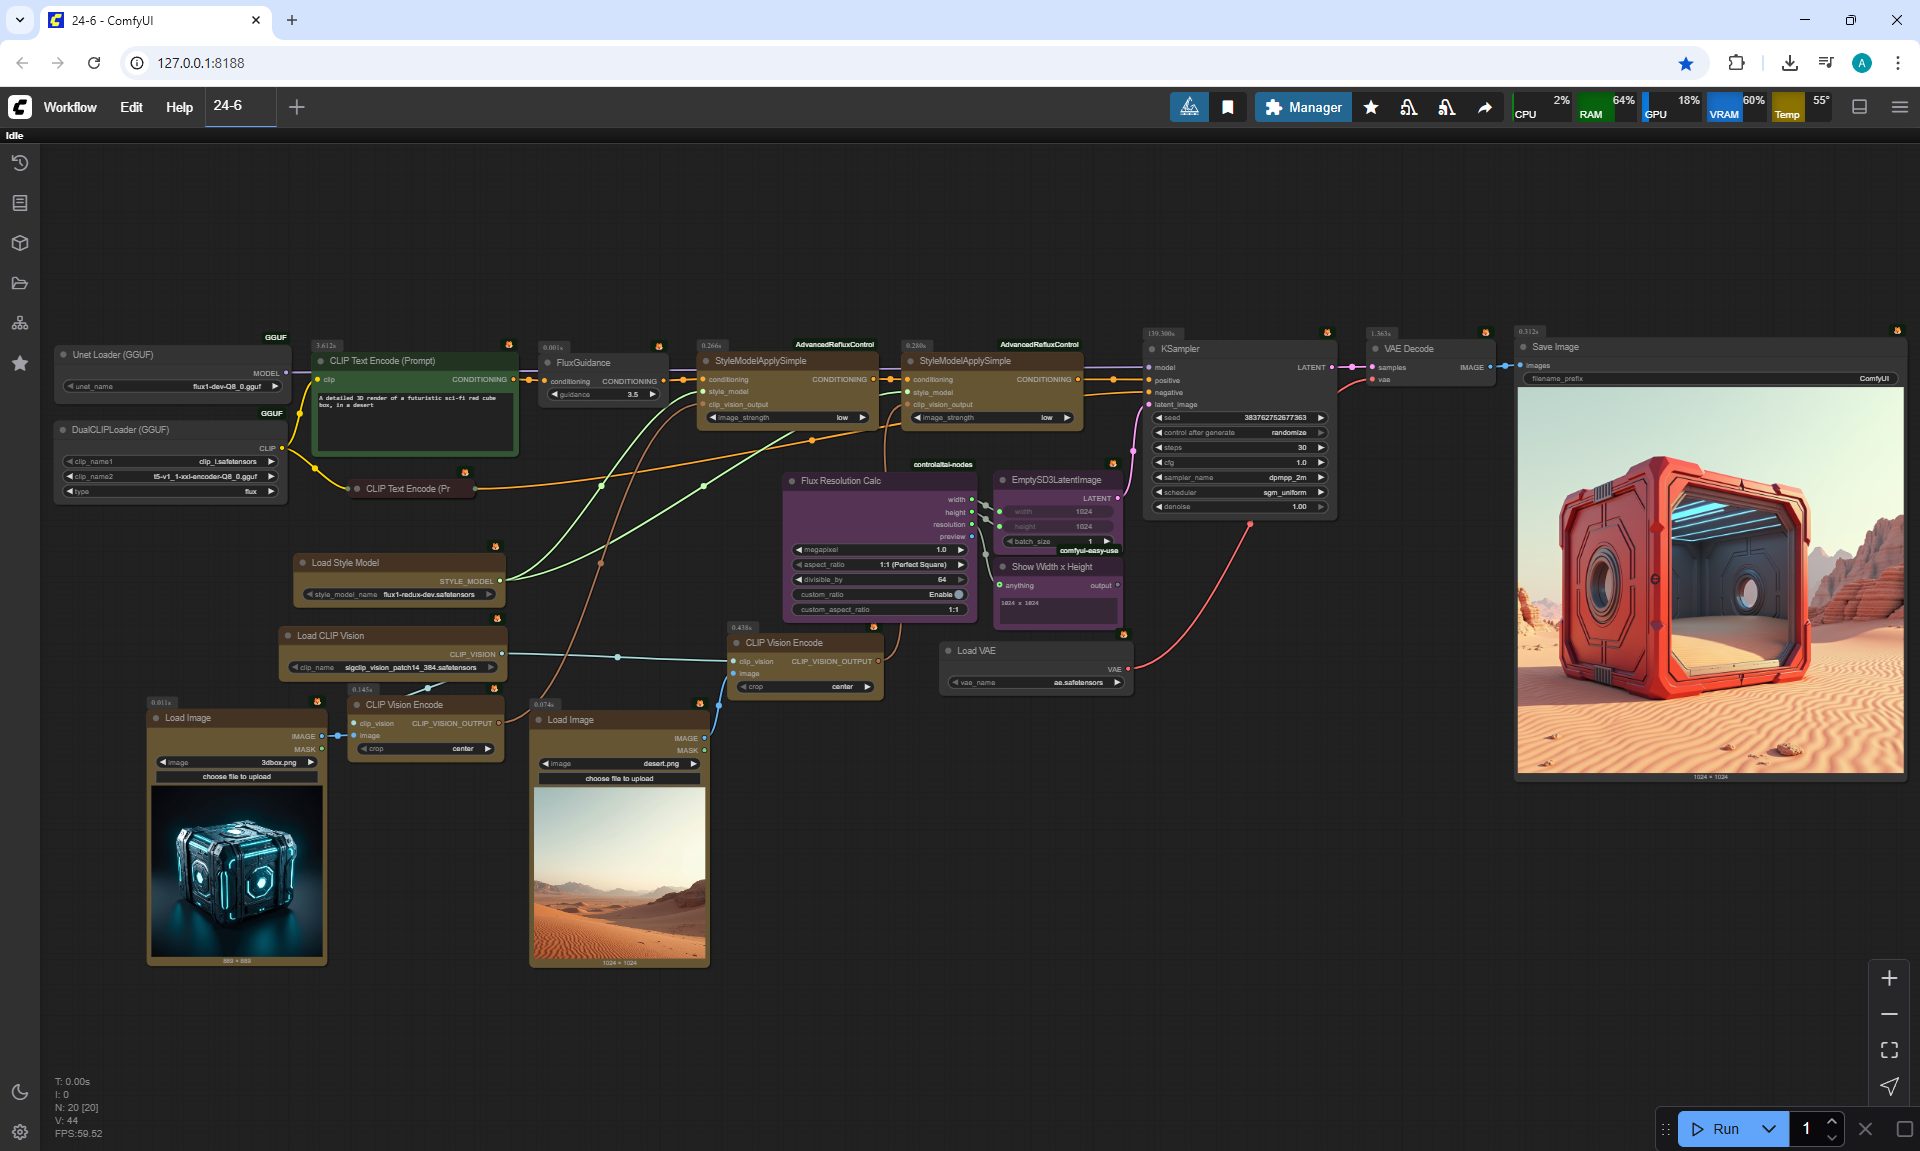 24-6 - ComfyUI
127.0.0.1:8188
A
Workflow
Edit
Help
24-6
Manager
CPU 2%
RAM 64%
GPU 18%
VRAM 60%
Temp 55°
Idle
GGUF
Unet Loader (GGUF)
MODEL
unet_name flux1-dev-Q8_0.gguf
GGUF
DualCLIPLoader (GGUF)
CLIP
clip_name1 clip_l.safetensors
clip_name2 t5-v1_1-xxl-encoder-Q8_0.gguf
type flux
3.612s
CLIP Text Encode (Prompt)
clip CONDITIONING
A detailed 3D render of a futuristic sci-fi red cube
box, in a desert
CLIP Text Encode (Pr
0.001s
FluxGuidance
conditioning CONDITIONING
guidance 3.5
0.266s
AdvancedRefluxControl
StyleModelApplySimple
conditioning CONDITIONING
style_model
clip_vision_output
image_strength low
0.280s
AdvancedRefluxControl
StyleModelApplySimple
conditioning CONDITIONING
style_model
clip_vision_output
image_strength low
139.300s
KSampler
model LATENT
positive
negative
latent_image
seed 383762752677363
control after generate randomize
steps 30
cfg 1.0
sampler_name dpmpp_2m
scheduler sgm_uniform
denoise 1.00
1.363s
VAE Decode
samples IMAGE
vae
0.312s
Save Image
images
filename_prefix ComfyUI
1024 × 1024
controlaltai-nodes
Flux Resolution Calc
width
height
resolution
preview
megapixel 1.0
aspect_ratio 1:1 (Perfect Square)
divisible_by 64
custom_ratio Enable
custom_aspect_ratio 1:1
EmptySD3LatentImage
LATENT
width 1024
height 1024
batch_size 1
comfyui-easy-use
Show Width x Height
anything output
1024 x 1024
Load Style Model
STYLE_MODEL
style_model_name flux1-redux-dev.safetensors
Load CLIP Vision
CLIP_VISION
clip_name sigclip_vision_patch14_384.safetensors
0.438s
CLIP Vision Encode
clip_vision CLIP_VISION_OUTPUT
image
crop center
Load VAE
VAE
vae_name ae.safetensors
0.011s
Load Image
IMAGE
MASK
image 3dbox.png
choose file to upload
889 × 889
0.145s
CLIP Vision Encode
clip_vision CLIP_VISION_OUTPUT
image
crop center
0.074s
Load Image
IMAGE
MASK
image desert.png
choose file to upload
1024 × 1024
T: 0.00s
I: 0
N: 20 [20]
V: 44
FPS:59.52
Run
1